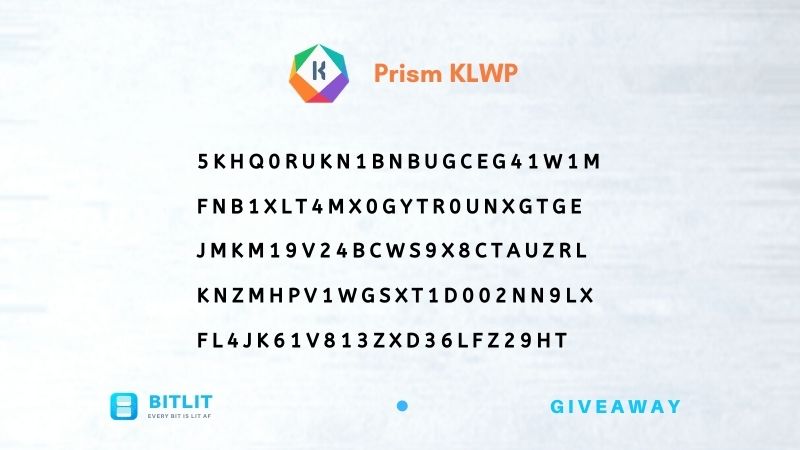 Prism KLWP
5KHQ0RUKN1BNBUGCEG41W1M
FNB1XLT4MX0GYTR0UNXGTGE
JMKM19V24BCWS9X8CTAUZRL
KNZMHPV1WGSXT1D002NN9LX
FL4JK61V813ZXD36LFZ29HT
BITLIT
EVERY BIT IS LIT AF
GIVEAWAY